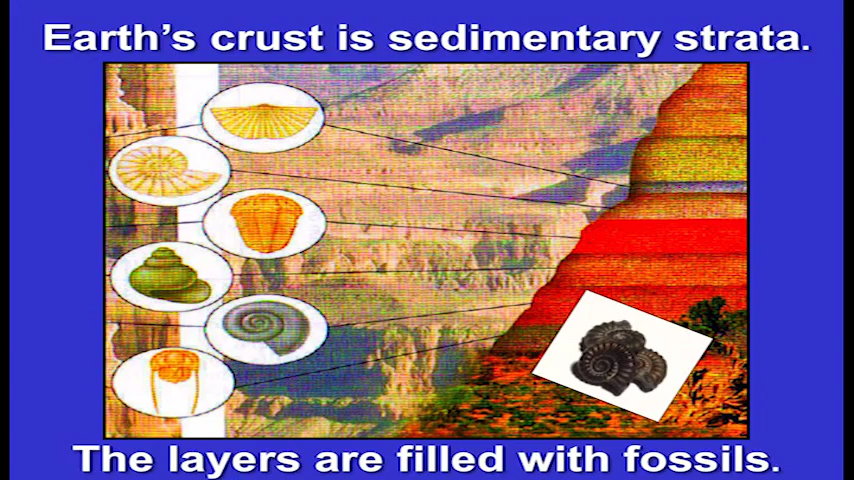 Earth's crust is sedimentary strata.
The layers are filled with fossils.